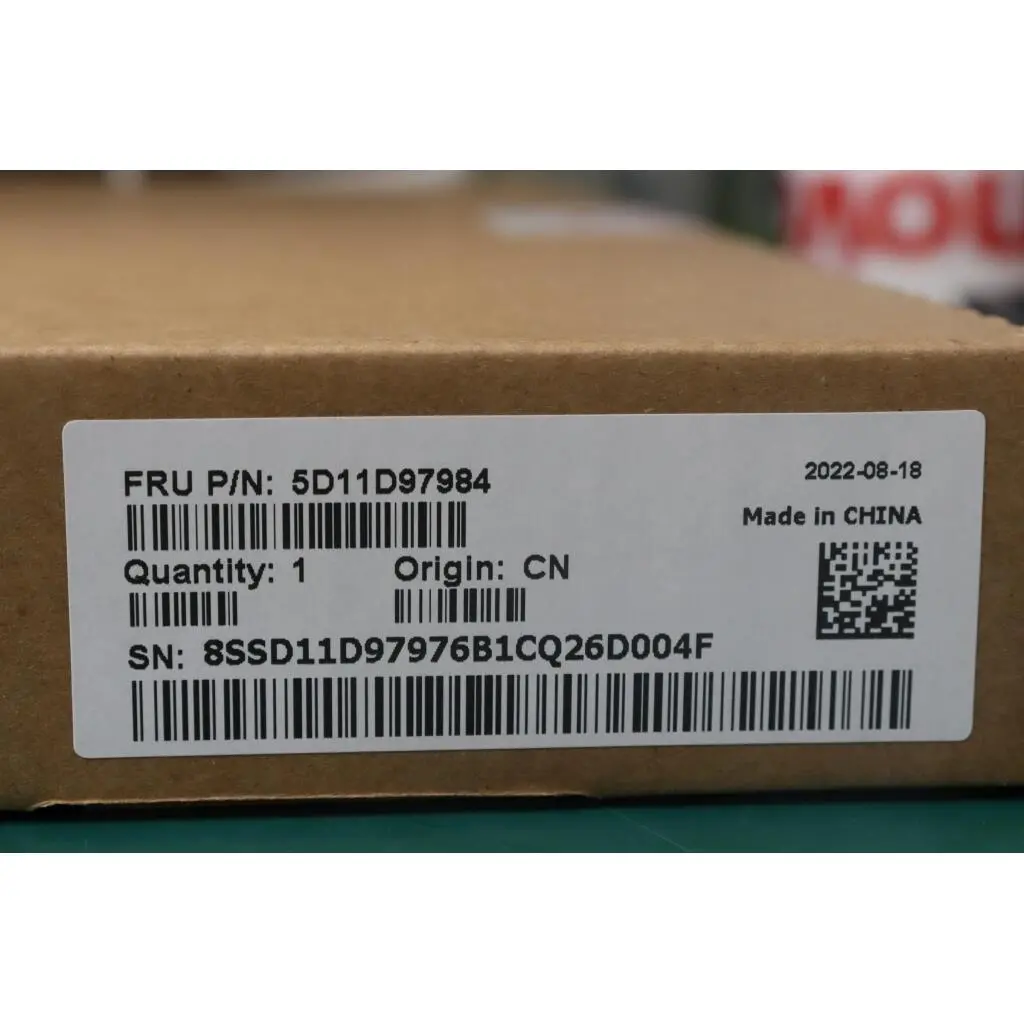 FRU P/N: 5D11D97984
2022-08-18
Made in CHINA
Quantity: 1 Origin: CN
SN: 8SSD11D97976B1CQ26D004F